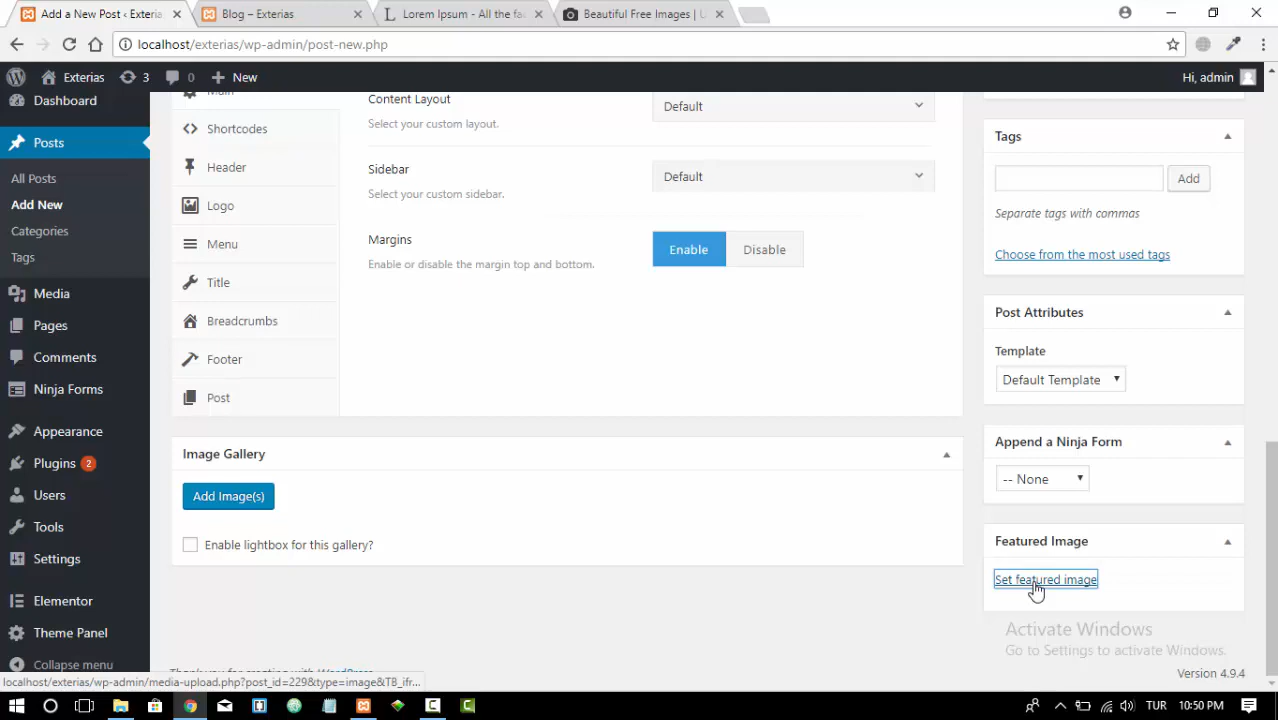 Add a New Post ‹ Exteria
Blog – Exterias
Lorem Ipsum - All the fa
Beautiful Free Images | U
localhost/exterias/wp-admin/post-new.php
Exterias
3
0
New
Hi, admin
Dashboard
Posts
All Posts
Add New
Categories
Tags
Media
Pages
Comments
Ninja Forms
Appearance
Plugins 2
Users
Tools
Settings
Elementor
Theme Panel
Collapse menu
Main
Shortcodes
Header
Logo
Menu
Title
Breadcrumbs
Footer
Post
Content Layout
Select your custom layout.
Default
Sidebar
Select your custom sidebar.
Default
Margins
Enable or disable the margin top and bottom.
Enable
Disable
Image Gallery
Add Image(s)
Enable lightbox for this gallery?
Tags
Add
Separate tags with commas
Choose from the most used tags
Post Attributes
Template
Default Template
Append a Ninja Form
-- None
Featured Image
Set featured image
Activate Windows
Go to Settings to activate Windows.
Thank you for creating with WordPress.
Version 4.9.4
localhost/exterias/wp-admin/media-upload.php?post_id=229&type=image&TB_ifr...
TUR
10:50 PM